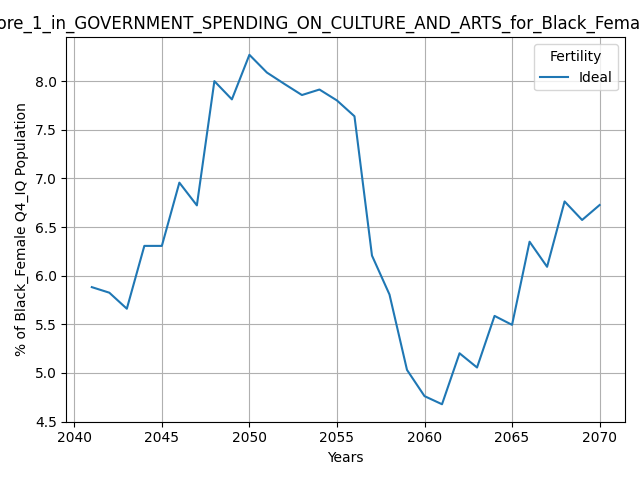 ore_1_in_GOVERNMENT_SPENDING_ON_CULTURE_AND_ARTS_for_Black_Fema
Fertility
Ideal
% of Black_Female Q4_IQ Population
8.0
7.5
7.0
6.5
6.0
5.5
5.0
4.5
2040 2045 2050 2055 2060 2065 2070
Years